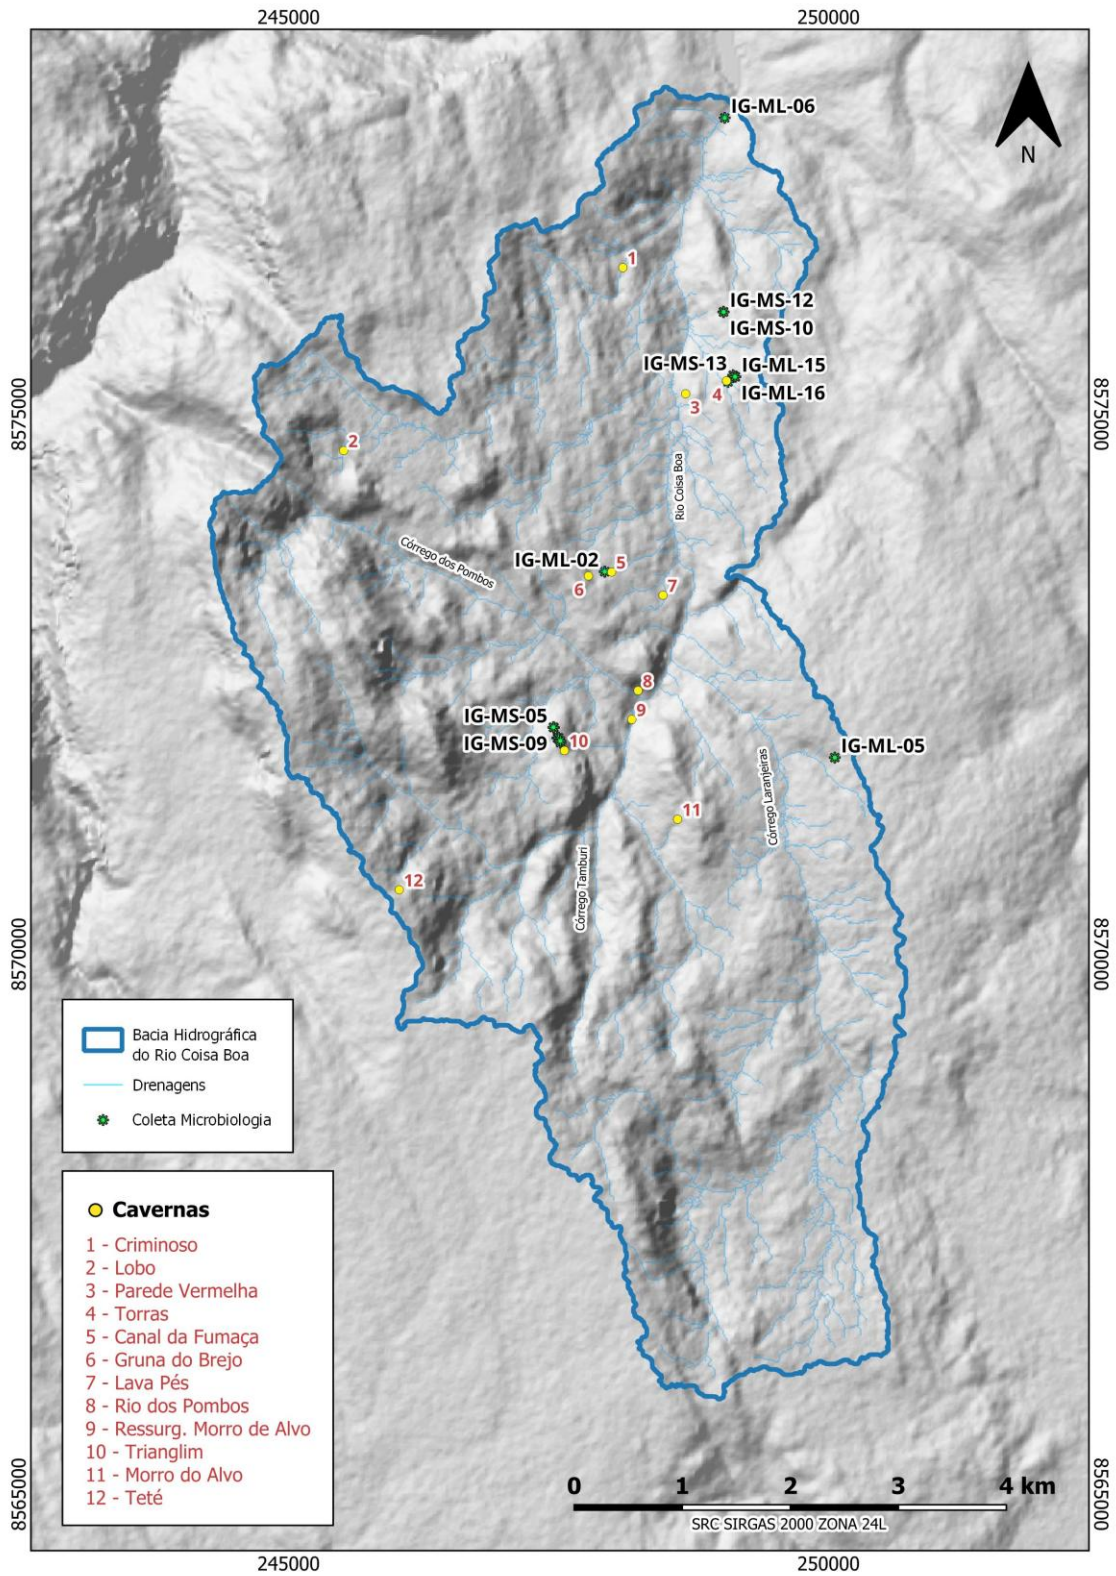 245000
250000
IG-ML-06
N
1
IG-MS-12
IG-MS-10
IG-MS-13
IG-ML-15
4
IG-ML-16
3
8575000
8575000
2
Rio Coisa Boa
Córrego dos Pombos
IG-ML-02
5
6
7
8
9
IG-MS-05
IG-MS-09
10
IG-ML-05
Córrego Laranjeiras
11
Córrego Tamburi
12
8570000
8570000
Bacia Hidrográfica
do Rio Coisa Boa
Drenagens
Coleta Microbiologia
Cavernas
1 - Criminoso
2 - Lobo
3 - Parede Vermelha
4 - Torras
5 - Canal da Fumaça
6 - Gruna do Brejo
7 - Lava Pés
8 - Rio dos Pombos
9 - Ressurg. Morro de Alvo
10 - Trianglim
11 - Morro do Alvo
12 - Teté
8565000
8565000
0 1 2 3 4 km
SRC SIRGAS 2000 ZONA 24L
245000
250000